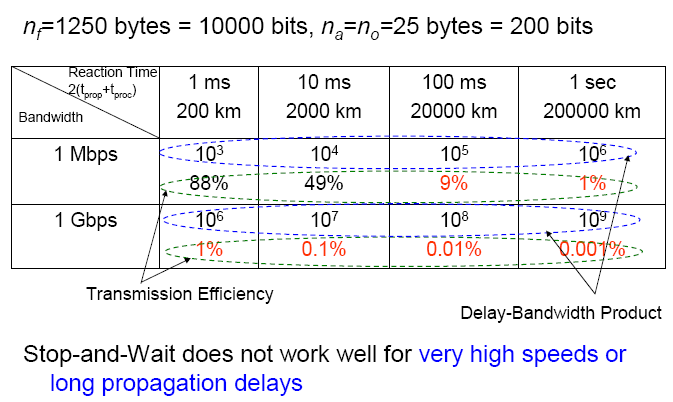 nf=1250 bytes = 10000 bits, na=no=25 bytes = 200 bits
Reaction Time
2(tprop+tproc)
Bandwidth
1 ms
200 km
10 ms
2000 km
100 ms
20000 km
1 sec
200000 km
1 Mbps
10³ 10⁴ 10⁵ 10⁶
88% 49% 9% 1%
1 Gbps
10⁶ 10⁷ 10⁸ 10⁹
1% 0.1% 0.01% 0.001%
Transmission Efficiency
Delay-Bandwidth Product
Stop-and-Wait does not work well for very high speeds or
long propagation delays